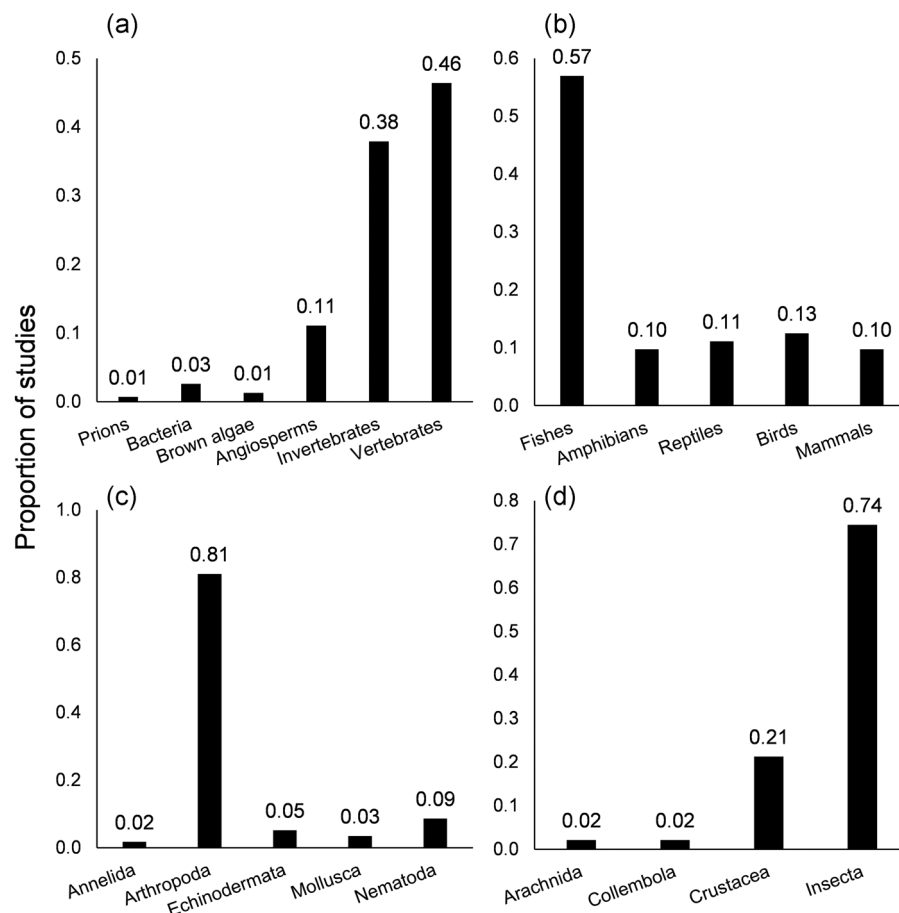 Proportion of studies
(a)
0.5
0.4
0.3
0.2
0.1
0.0
0.01
0.03
0.01
0.11
0.38
0.46
Prions
Bacteria
Brown algae
Angiosperms
Invertebrates
Vertebrates
(b)
0.6
0.5
0.4
0.3
0.2
0.1
0.0
0.57
0.10
0.11
0.13
0.10
Fishes
Amphibians
Reptiles
Birds
Mammals
(c)
1.0
0.8
0.6
0.4
0.2
0.0
0.02
0.81
0.05
0.03
0.09
Annelida
Arthropoda
Echinodermata
Mollusca
Nematoda
(d)
0.8
0.7
0.6
0.5
0.4
0.3
0.2
0.1
0.0
0.02
0.02
0.21
0.74
Arachnida
Collembola
Crustacea
Insecta